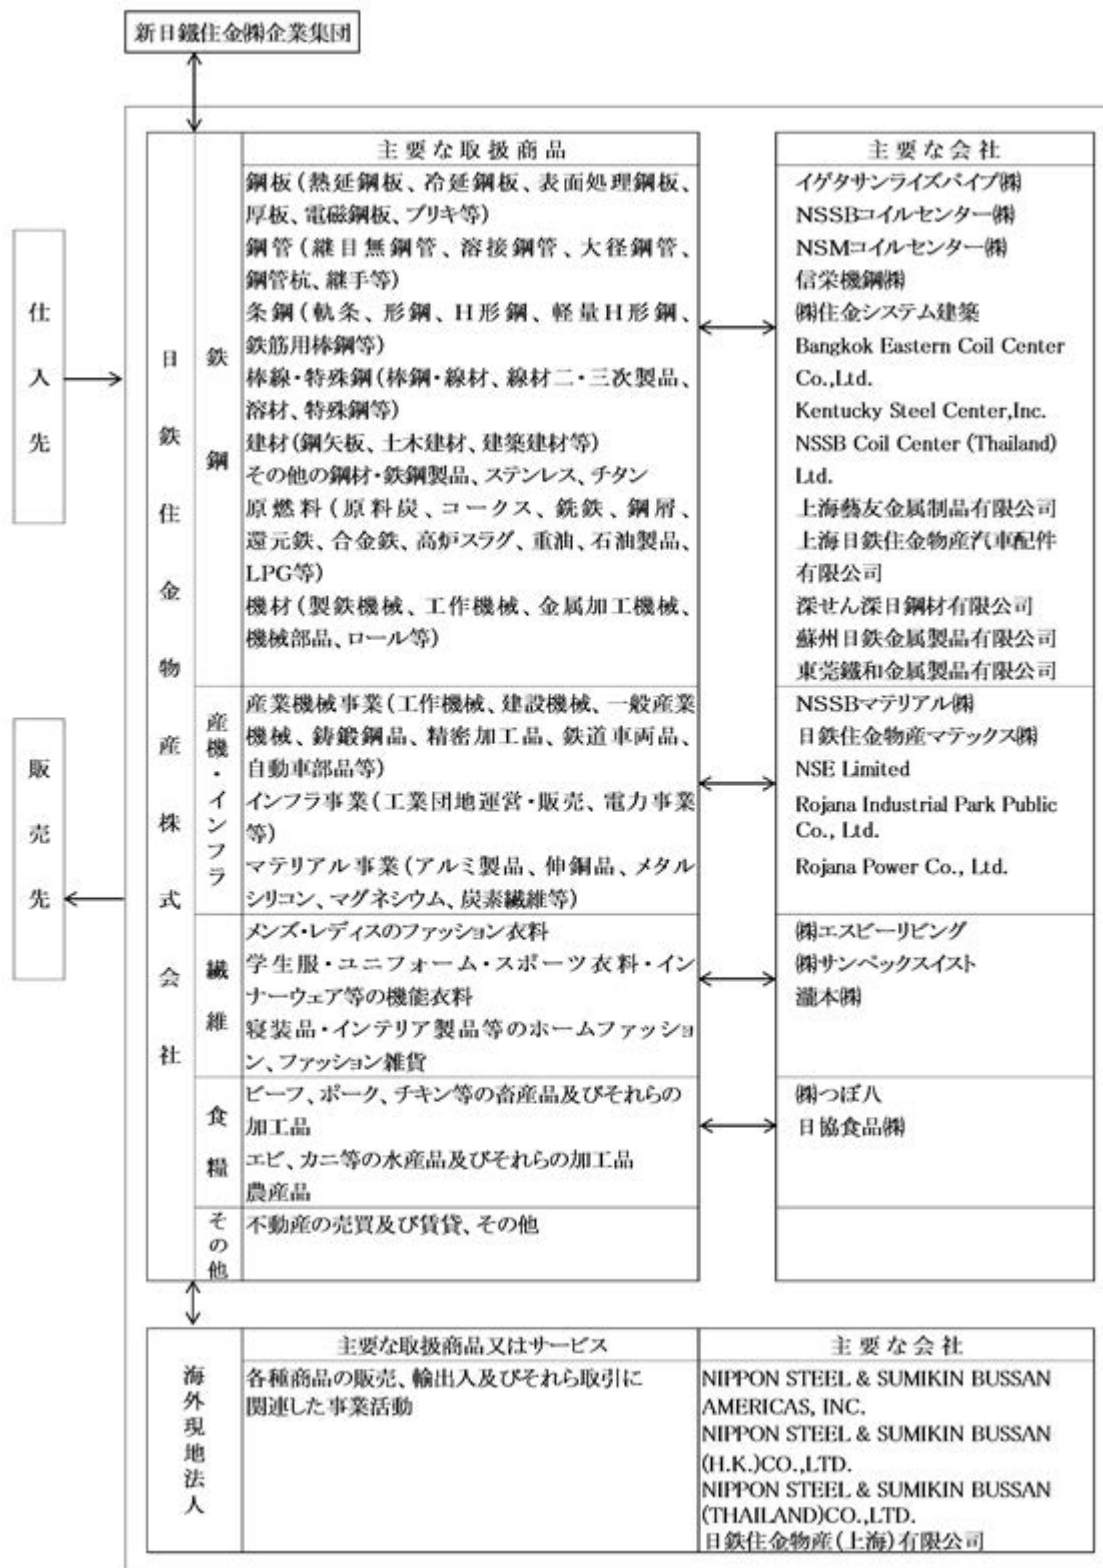 新日鐵住金㈱企業集団
仕入先
販売先
日鉄住金物産株式会社
鉄鋼
主要な取扱商品
鋼板(熱延鋼板、冷延鋼板、表面処理鋼板、
厚板、電磁鋼板、ブリキ等)
鋼管(継目無鋼管、溶接鋼管、大径鋼管、
鋼管杭、継手等)
条鋼(軌条、形鋼、H形鋼、軽量H形鋼、
鉄筋用棒鋼等)
棒線・特殊鋼(棒鋼・線材、線材二・三次製品、
溶材、特殊鋼等)
建材(鋼矢板、土木建材、建築建材等)
その他の鋼材・鉄鋼製品、ステンレス、チタン
原燃料(原料炭、コークス、銑鉄、鋼屑、
還元鉄、合金鉄、高炉スラグ、重油、石油製品、
LPG等)
機材(製鉄機械、工作機械、金属加工機械、
機械部品、ロール等)
主要な会社
イゲタサンライズパイプ㈱
NSSBコイルセンター㈱
NSMコイルセンター㈱
信栄機鋼㈱
㈱住金システム建築
Bangkok Eastern Coil Center
Co.,Ltd.
Kentucky Steel Center,Inc.
NSSB Coil Center (Thailand)
Ltd.
上海藝友金属制品有限公司
上海日鉄住金物産汽車配件
有限公司
深せん深日鋼材有限公司
蘇州日鉄金属製品有限公司
東莞鐵和金属製品有限公司
産機・インフラ
産業機械事業(工作機械、建設機械、一般産業
機械、鋳鍛鋼品、精密加工品、鉄道車両品、
自動車部品等)
インフラ事業(工業団地運営・販売、電力事業
等)
マテリアル事業(アルミ製品、伸銅品、メタル
シリコン、マグネシウム、炭素繊維等)
NSSBマテリアル㈱
日鉄住金物産マテックス㈱
NSE Limited
Rojana Industrial Park Public
Co., Ltd.
Rojana Power Co., Ltd.
繊維
メンズ・レディスのファッション衣料
学生服・ユニフォーム・スポーツ衣料・イン
ナーウェア等の機能衣料
寝装品・インテリア製品等のホームファッショ
ン、ファッション雑貨
㈱エスビーリビング
㈱サンペックスイスト
瀧本㈱
食糧
ビーフ、ポーク、チキン等の畜産品及びそれらの
加工品
エビ、カニ等の水産品及びそれらの加工品
農産品
㈱つぼ八
日協食品㈱
その他
不動産の売買及び賃貸、その他
海外現地法人
主要な取扱商品又はサービス
各種商品の販売、輸出入及びそれら取引に
関連した事業活動
主要な会社
NIPPON STEEL & SUMIKIN BUSSAN
AMERICAS, INC.
NIPPON STEEL & SUMIKIN BUSSAN
(H.K.)CO.,LTD.
NIPPON STEEL & SUMIKIN BUSSAN
(THAILAND)CO.,LTD.
日鉄住金物産(上海)有限公司